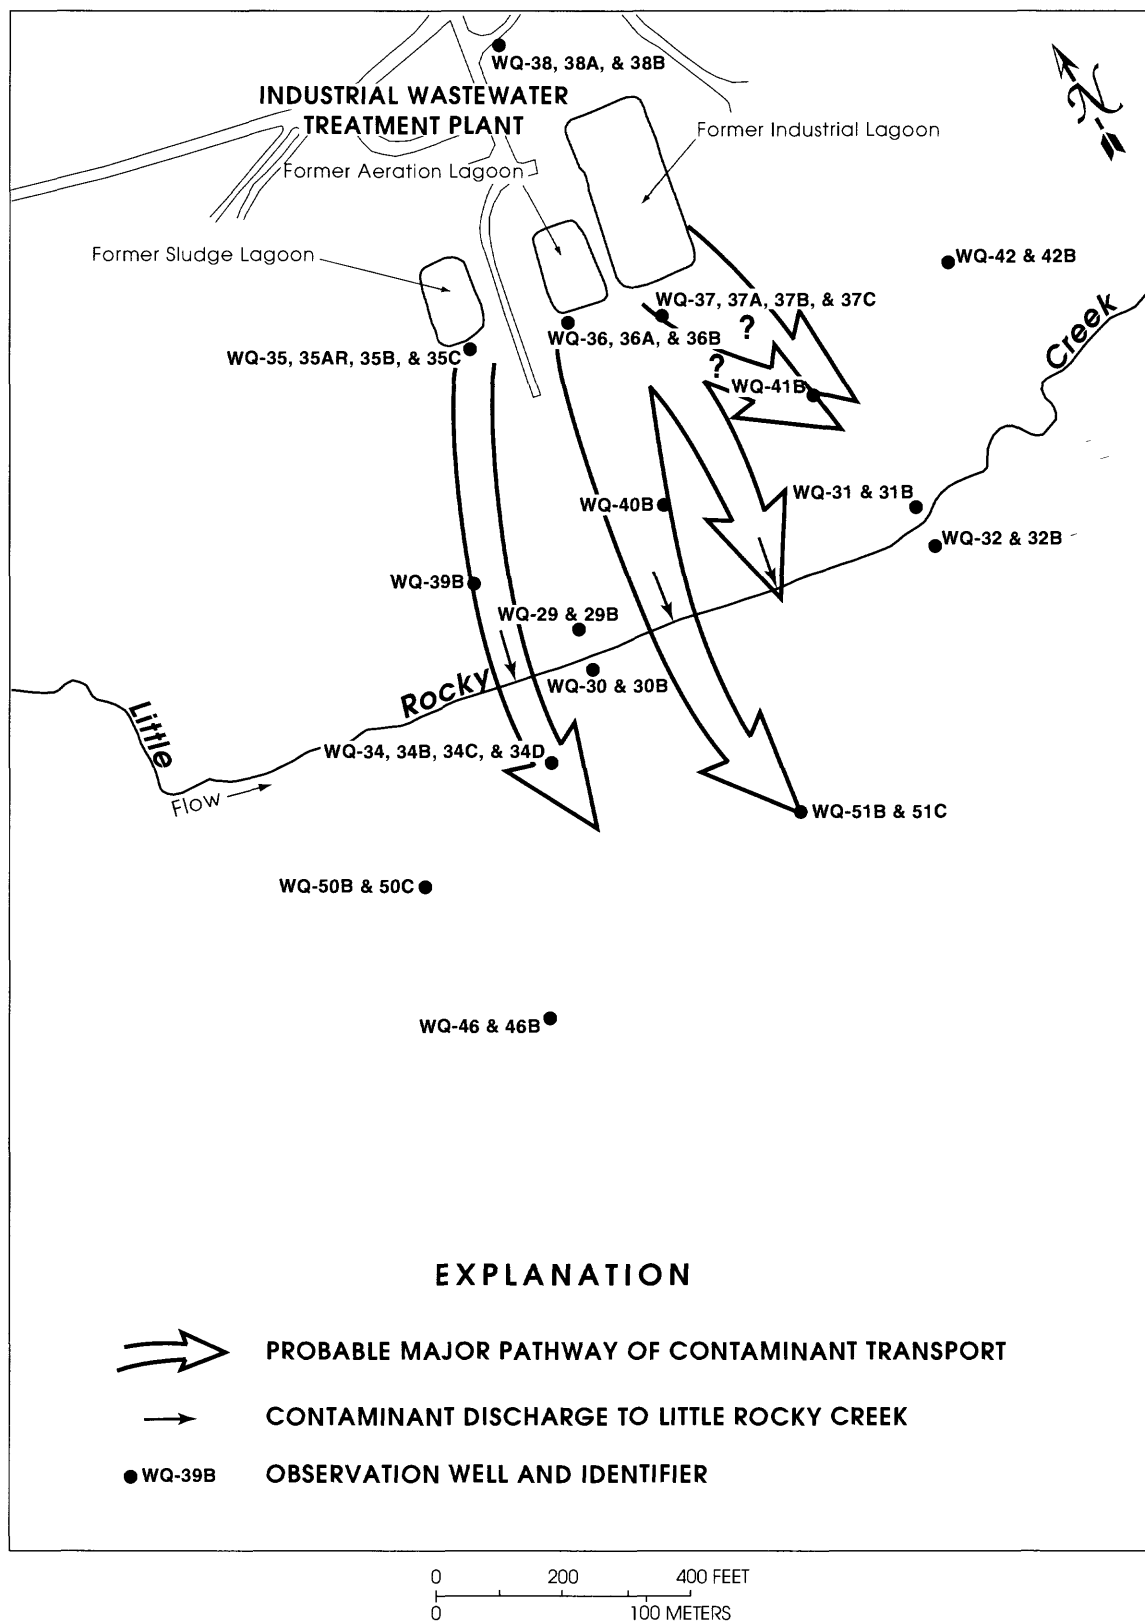 WQ-38, 38A, & 38B
INDUSTRIAL WASTEWATER
TREATMENT PLANT
Former Industrial Lagoon
Former Aeration Lagoon
Former Sludge Lagoon
N
WQ-42 & 42B
WQ-37, 37A, 37B, & 37C
?
WQ-36, 36A, & 36B
WQ-35, 35AR, 35B, & 35C
?
WQ-41B
Creek
WQ-31 & 31B
WQ-40B
WQ-32 & 32B
WQ-39B
WQ-29 & 29B
WQ-30 & 30B
Rocky
Little
WQ-34, 34B, 34C, & 34D
Flow
WQ-51B & 51C
WQ-50B & 50C
WQ-46 & 46B
EXPLANATION
PROBABLE MAJOR PATHWAY OF CONTAMINANT TRANSPORT
CONTAMINANT DISCHARGE TO LITTLE ROCKY CREEK
WQ-39B OBSERVATION WELL AND IDENTIFIER
0 200 400 FEET
0 100 METERS